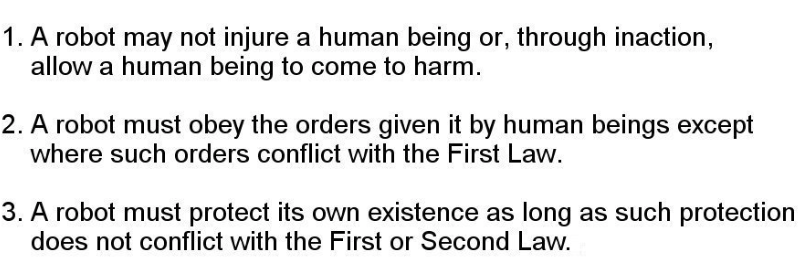 1. A robot may not injure a human being or, through inaction,
allow a human being to come to harm.
2. A robot must obey the orders given it by human beings except
where such orders conflict with the First Law.
3. A robot must protect its own existence as long as such protection
does not conflict with the First or Second Law.